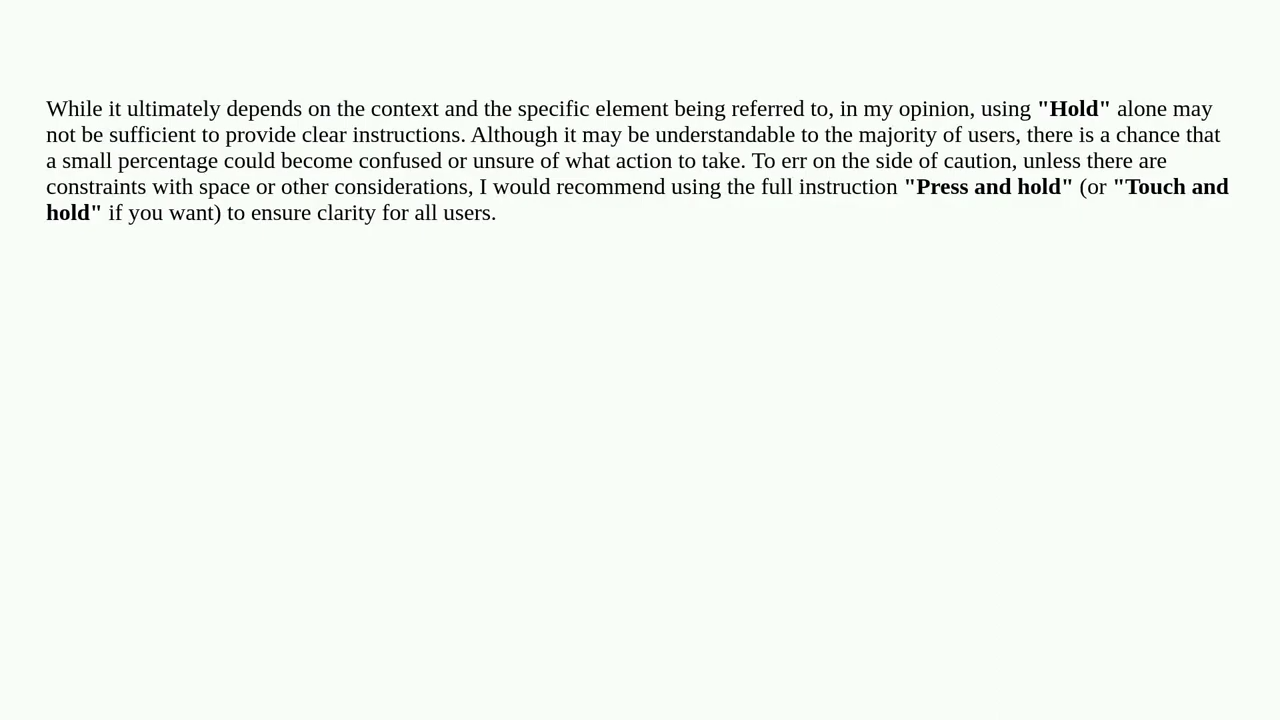 While it ultimately depends on the context and the specific element being referred to, in my opinion, using "Hold" alone may
not be sufficient to provide clear instructions. Although it may be understandable to the majority of users, there is a chance that
a small percentage could become confused or unsure of what action to take. To err on the side of caution, unless there are
constraints with space or other considerations, I would recommend using the full instruction "Press and hold" (or "Touch and
hold" if you want) to ensure clarity for all users.